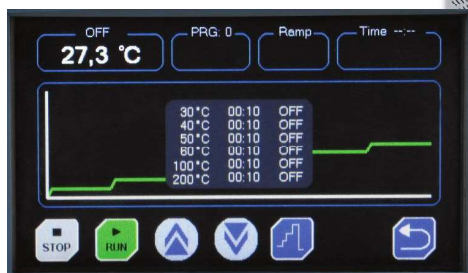 OFF PRG: 0 Ramp Time --:--
27,3 °C
30°C 00:10 OFF
40°C 00:10 OFF
50°C 00:10 OFF
60°C 00:10 OFF
100°C 00:10 OFF
200°C 00:10 OFF
STOP RUN